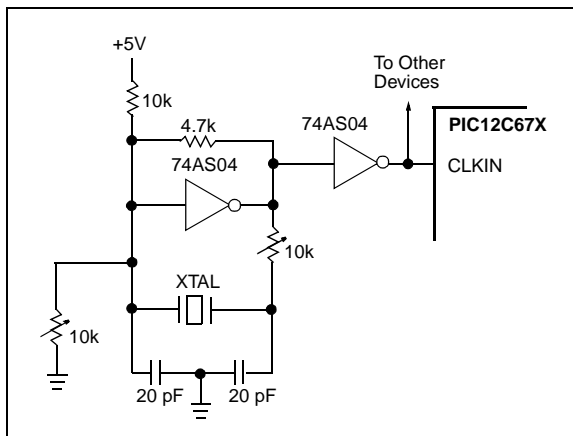 +5V
To Other
Devices
10k
4.7k
74AS04
PIC12C67X
74AS04
CLKIN
10k
XTAL
10k
20 pF
20 pF